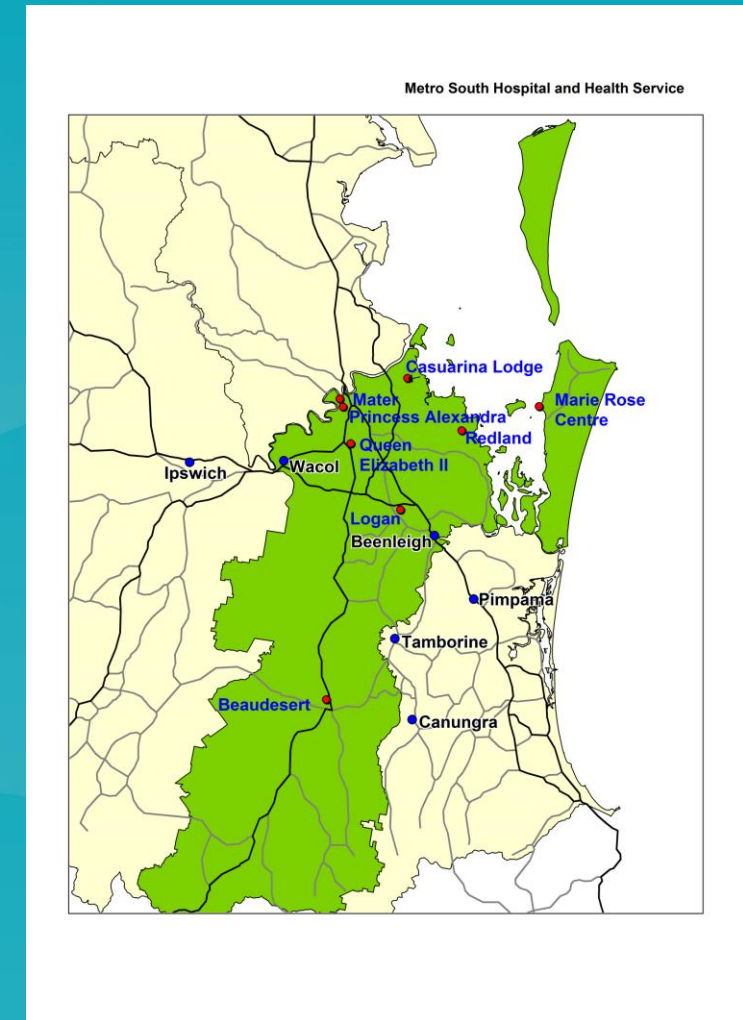 Metro South Hospital and Health Service
Casuarina Lodge
Mater
Marie Rose
Centre
Princess Alexandra
Redland
Queen
Elizabeth II
Ipswich
Wacol
Logan
Beenleigh
Pimpama
Tamborine
Beaudesert
Canungra